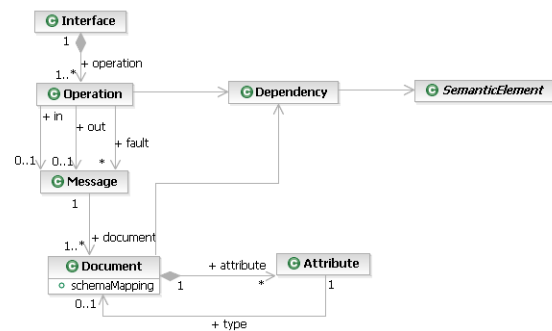 Interface
1
+ operation
1..*
Operation
Dependency
SemanticElement
+ in
+ out
+ fault
0..1
0..1
*
Message
1
+ document
1..*
Document
+ attribute
Attribute
schemaMapping
1
*
1
0..1
+ type